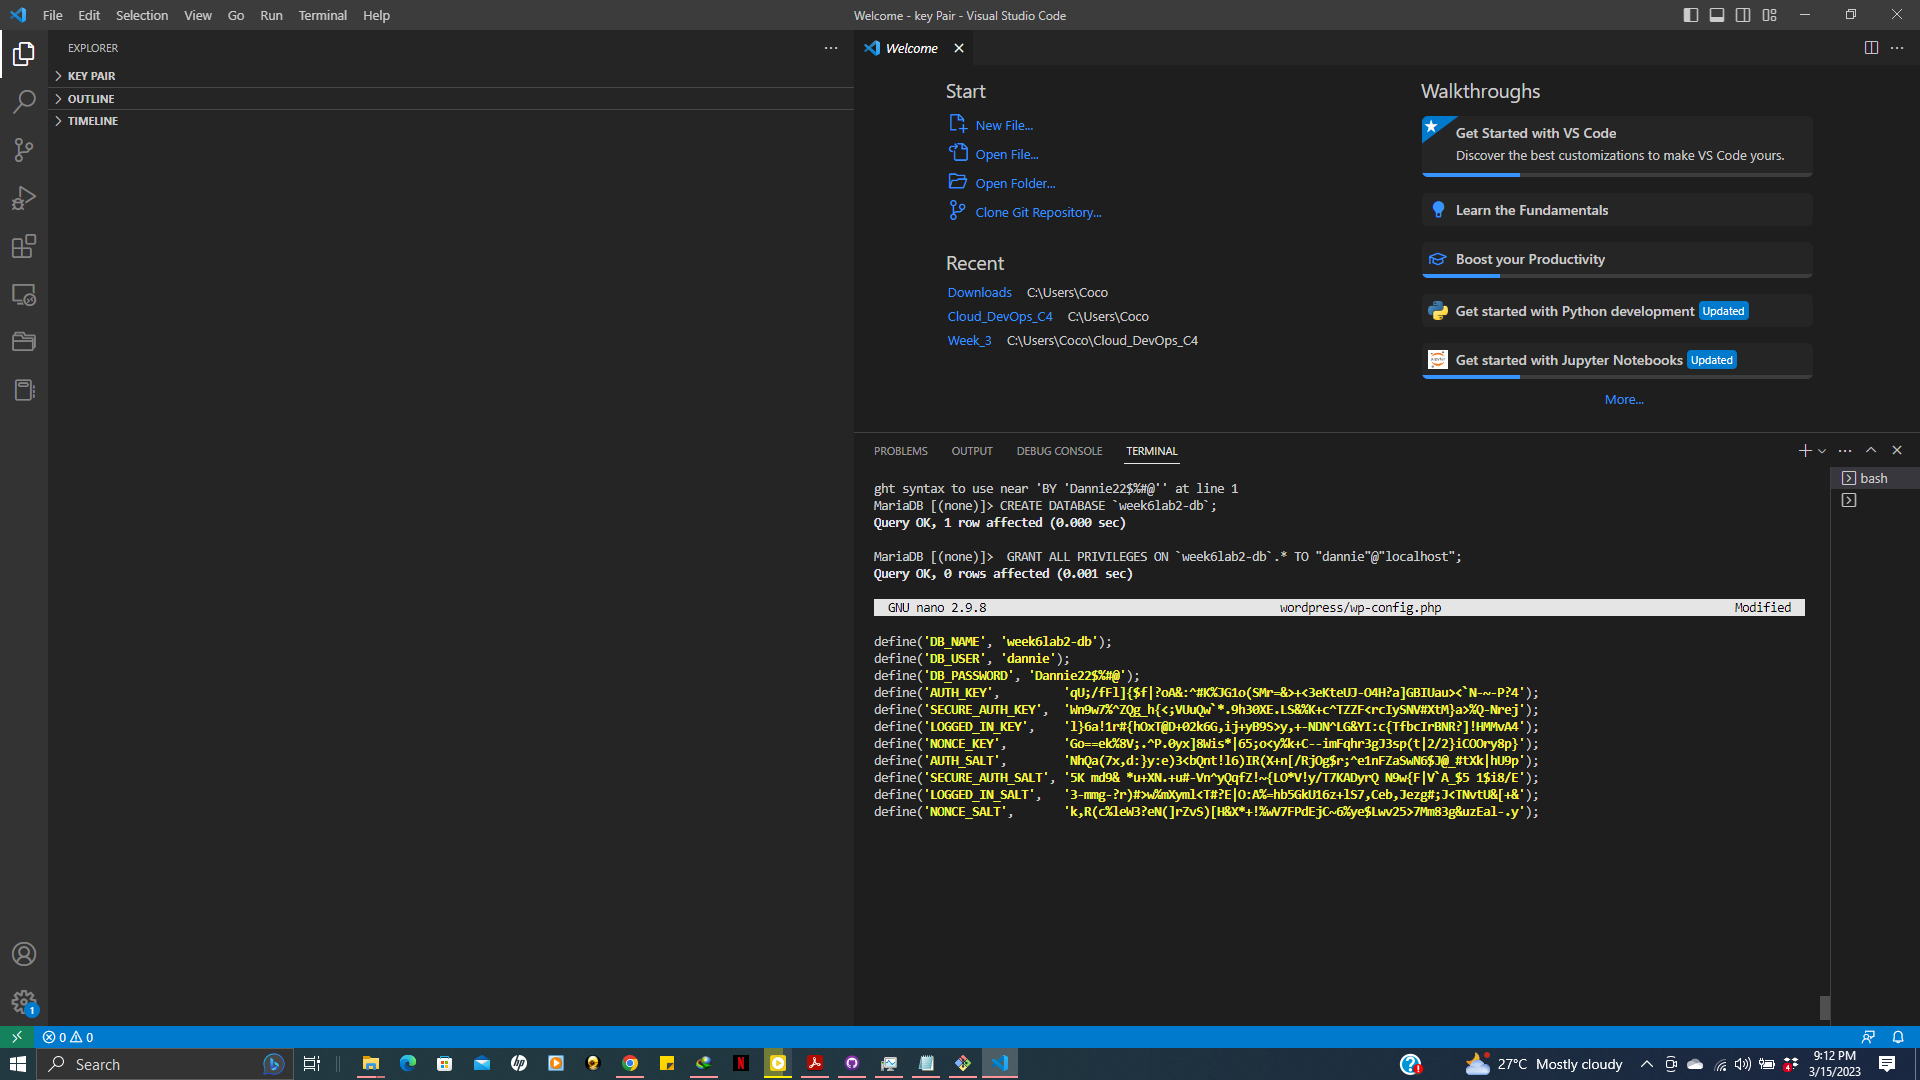 File Edit Selection View Go Run Terminal Help
Welcome - key Pair - Visual Studio Code
EXPLORER
KEY PAIR
OUTLINE
TIMELINE
Welcome
Start
New File...
Open File...
Open Folder...
Clone Git Repository...
Recent
Downloads C:\Users\Coco
Cloud_DevOps_C4 C:\Users\Coco
Week_3 C:\Users\Coco\Cloud_DevOps_C4
Walkthroughs
Get Started with VS Code
Discover the best customizations to make VS Code yours.
Learn the Fundamentals
Boost your Productivity
Get started with Python development Updated
Get started with Jupyter Notebooks Updated
More...
PROBLEMS OUTPUT DEBUG CONSOLE TERMINAL
bash
ght syntax to use near 'BY 'Dannie22$%#@'' at line 1
MariaDB [(none)]> CREATE DATABASE `week6lab2-db`;
Query OK, 1 row affected (0.000 sec)
MariaDB [(none)]>  GRANT ALL PRIVILEGES ON `week6lab2-db`.* TO "dannie"@"localhost";
Query OK, 0 rows affected (0.001 sec)
GNU nano 2.9.8 wordpress/wp-config.php Modified
define('DB_NAME', 'week6lab2-db');
define('DB_USER', 'dannie');
define('DB_PASSWORD', 'Dannie22$%#@');
define('AUTH_KEY',         'qU;/fFl]{$f|?oA&:^#K%JG1o(SMr=&>+<3eKteUJ-O4H?a]GBIUau><`N-~-P?4');
define('SECURE_AUTH_KEY',  'Wn9w7%^ZQg_h{<;VUuQw`*.9h30XE.LS&%K+c^TZZF<rcIySNV#XtM}a>%Q-Nrej');
define('LOGGED_IN_KEY',    'l}6a!1r#{hOxT@D+02k6G,ij+yB9S>y,+-NDN^LG&YI:c{TfbcIrBNR?]!HMMvA4');
define('NONCE_KEY',        'Go==ek%8V;.^P.0yx]8Wis*|65;o<y%k+C--imFqhr3gJ3sp(t|2/2}iCOOry8p}');
define('AUTH_SALT',        'NhQa(7x,d:}y:e)3<bQnt!l6)IR(X+n[/RjOg$r;^e1nFZaSwN6$J@_#tXk|hU9p');
define('SECURE_AUTH_SALT', '5K md9& *u+XN.+u#-Vn^yQqfZ!~{LO*V!y/T7KADyrQ N9w{F|V`A_$5 1$i8/E');
define('LOGGED_IN_SALT',   '3-mmg-?r)#>w%mXyml<T#?E|O:A%=hb5GkU16z+lS7,Ceb,Jezg#;J<TNvtU&[+&');
define('NONCE_SALT',       'k,R(c%leW3?eN(]rZvS)[H&X*+!%wV7FPdEjC~6%ye$Lwv25>7Mm83g&uzEal-.y');
1
0 0
Search
27°C Mostly cloudy
9:12 PM
3/15/2023